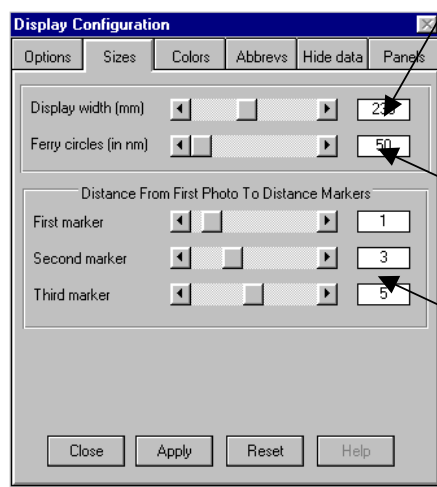 Display Configuration
Options Sizes Colors Abbrevs Hide data Panels
Display width (mm)
Ferry circles (in nm) 50
Distance From First Photo To Distance Markers
First marker 1
Second marker 3
Third marker 5
Close Apply Reset Help